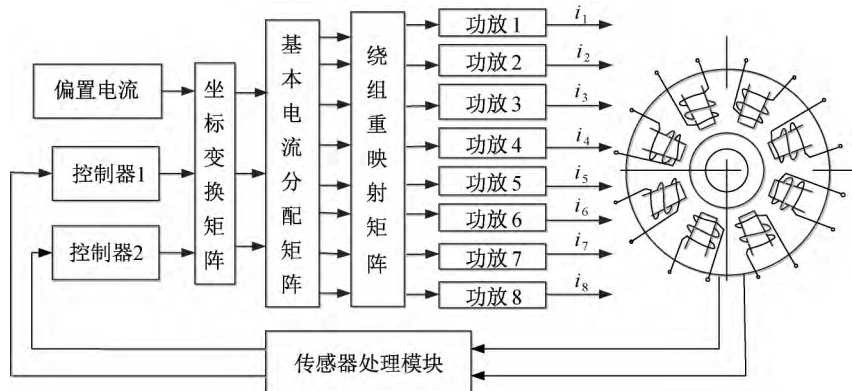 偏置电流
控制器1
控制器2
坐标变换矩阵
基本电流分配矩阵
绕组重映射矩阵
功放1
功放2
功放3
功放4
功放5
功放6
功放7
功放8
i₁
i₂
i₃
i₄
i₅
i₆
i₇
i₈
传感器处理模块